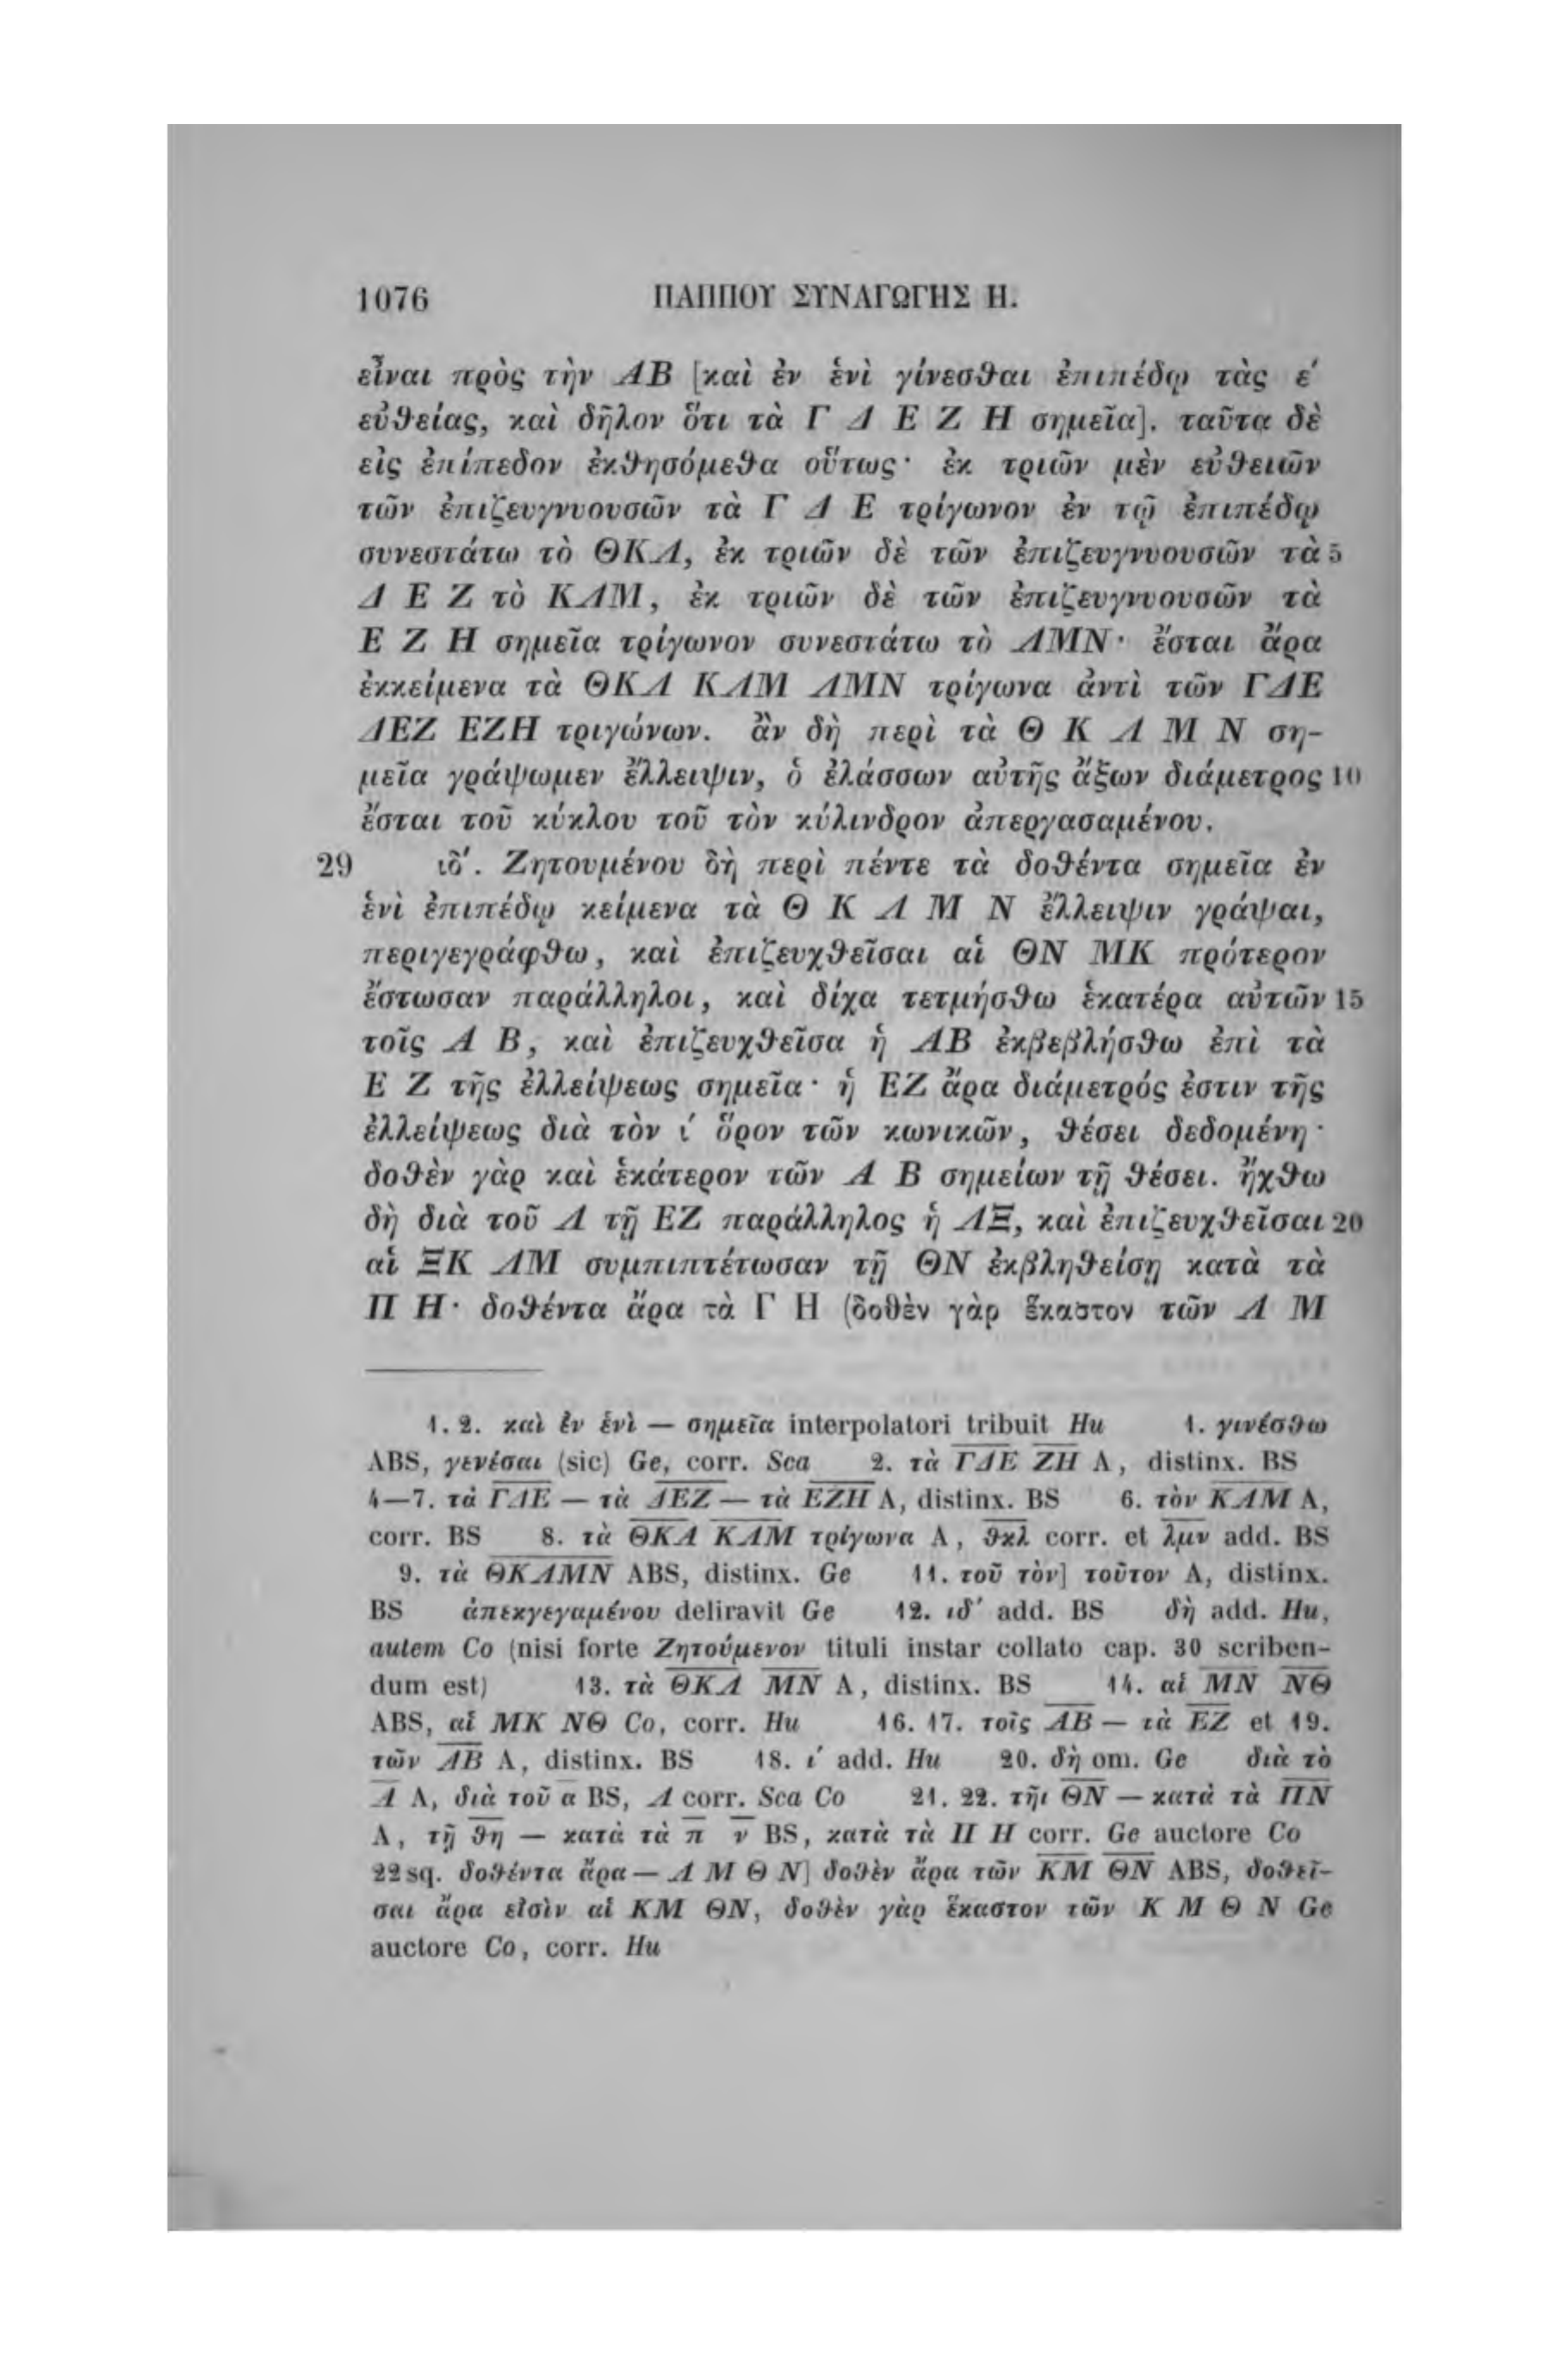 1076 ΠΑΠΠΟΥ ΣΥΝΑΓΩΓΗΣ Η.
εἶναι πρὸς τὴν ΑΒ [καὶ ἐν ἑνὶ γίνεσθαι ἐπιπέδῳ τὰς ε΄
εὐθείας, καὶ δῆλον ὅτι τὰ Γ Δ Ε Ζ Η σημεῖα]. ταῦτα δὲ
εἰς ἐπίπεδον ἐκθησόμεθα οὕτως· ἐκ τριῶν μὲν εὐθειῶν
τῶν ἐπιζευγνυουσῶν τὰ Γ Δ Ε τρίγωνον ἐν τῷ ἐπιπέδῳ
συνεστάτω τὸ ΘΚΛ, ἐκ τριῶν δὲ τῶν ἐπιζευγνυουσῶν τὰ 5
Δ Ε Ζ τὸ ΚΛΜ, ἐκ τριῶν δὲ τῶν ἐπιζευγνυουσῶν τὰ
Ε Ζ Η σημεῖα τρίγωνον συνεστάτω τὸ ΛΜΝ· ἔσται ἄρα
ἐκκείμενα τὰ ΘΚΛ ΚΛΜ ΛΜΝ τρίγωνα ἀντὶ τῶν ΓΔΕ
ΔΕΖ ΕΖΗ τριγώνων. ἂν δὴ περὶ τὰ Θ Κ Λ Μ Ν ση-
μεῖα γράψωμεν ἔλλειψιν, ὁ ἐλάσσων αὐτῆς ἄξων διάμετρος 10
ἔσται τοῦ κύκλου τοῦ τὸν κύλινδρον ἀπεργασαμένου.
29 ιδ΄. Ζητουμένου δὴ περὶ πέντε τὰ δοθέντα σημεῖα ἐν
ἑνὶ ἐπιπέδῳ κείμενα τὰ Θ Κ Λ Μ Ν ἔλλειψιν γράψαι,
περιγεγράφθω, καὶ ἐπιζευχθεῖσαι αἱ ΘΝ ΜΚ πρότερον
ἔστωσαν παράλληλοι, καὶ δίχα τετμήσθω ἑκατέρα αὐτῶν 15
τοῖς Α Β, καὶ ἐπιζευχθεῖσα ἡ ΑΒ ἐκβεβλήσθω ἐπὶ τὰ
Ε Ζ τῆς ἐλλείψεως σημεῖα· ἡ ΕΖ ἄρα διάμετρός ἐστιν τῆς
ἐλλείψεως διὰ τὸν ι΄ ὅρον τῶν κωνικῶν, θέσει δεδομένη·
δοθὲν γὰρ καὶ ἑκάτερον τῶν Α Β σημείων τῇ θέσει. ἤχθω
δὴ διὰ τοῦ Λ τῇ ΕΖ παράλληλος ἡ ΛΞ, καὶ ἐπιζευχθεῖσαι 20
αἱ ΞΚ ΛΜ συμπιπτέτωσαν τῇ ΘΝ ἐκβληθείσῃ κατὰ τὰ
Π Η· δοθέντα ἄρα τὰ Γ Η (δοθὲν γὰρ ἕκαστον τῶν Λ Μ
1. 2. καὶ ἐν ἑνὶ — σημεῖα interpolatori tribuit Hu 1. γινέσθω
ABS, γενέσαι (sic) Ge, corr. Sca 2. τὰ ΓΔΕ ΖΗ A, distinx. BS
4—7. τὰ ΓΔΕ — τὰ ΔΕΖ — τὰ ΕΖΗ A, distinx. BS 6. τὸν ΚΛΜ A,
corr. BS 8. τὰ ΘΚΛ ΚΛΜ τρίγωνα A, θκλ corr. et λμν add. BS
9. τὰ ΘΚΛΜΝ ABS, distinx. Ge 11. τοῦ τὸν] τοῦτον A, distinx.
BS ἀπεκγεγαμένου deliravit Ge 12. ιδ΄ add. BS δὴ add. Hu,
autem Co (nisi forte Ζητούμενον tituli instar collato cap. 30 scriben-
dum est) 13. τὰ ΘΚΛ ΜΝ A, distinx. BS 14. αἱ ΜΝ ΝΘ
ABS, αἱ ΜΚ ΝΘ Co, corr. Hu 16. 17. τοῖς ΑΒ — τὰ ΕΖ et 19.
τῶν ΑΒ A, distinx. BS 18. ι΄ add. Hu 20. δὴ om. Ge διὰ τὸ
Λ A, διὰ τοῦ α BS, Λ corr. Sca Co 21. 22. τῆι ΘΝ — κατὰ τὰ ΠΝ
A, τῇ θη — κατὰ τὰ π ν BS, κατὰ τὰ Π Η corr. Ge auctore Co
22 sq. δοθέντα ἄρα — Λ Μ Θ Ν] δοθὲν ἄρα τῶν ΚΜ ΘΝ ABS, δοθεῖ-
σαι ἄρα εἰσὶν αἱ ΚΜ ΘΝ, δοθὲν γὰρ ἕκαστον τῶν Κ Μ Θ Ν Ge
auctore Co, corr. Hu